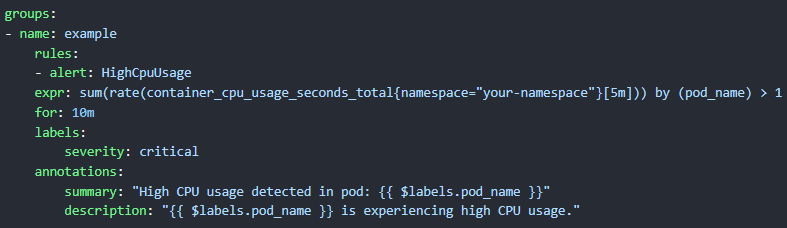 groups:
- name: example
    rules:
    - alert: HighCpuUsage
    expr: sum(rate(container_cpu_usage_seconds_total{namespace="your-namespace"}[5m])) by (pod_name) > 1
    for: 10m
    labels:
        severity: critical
    annotations:
        summary: "High CPU usage detected in pod: {{ $labels.pod_name }}"
        description: "{{ $labels.pod_name }} is experiencing high CPU usage."